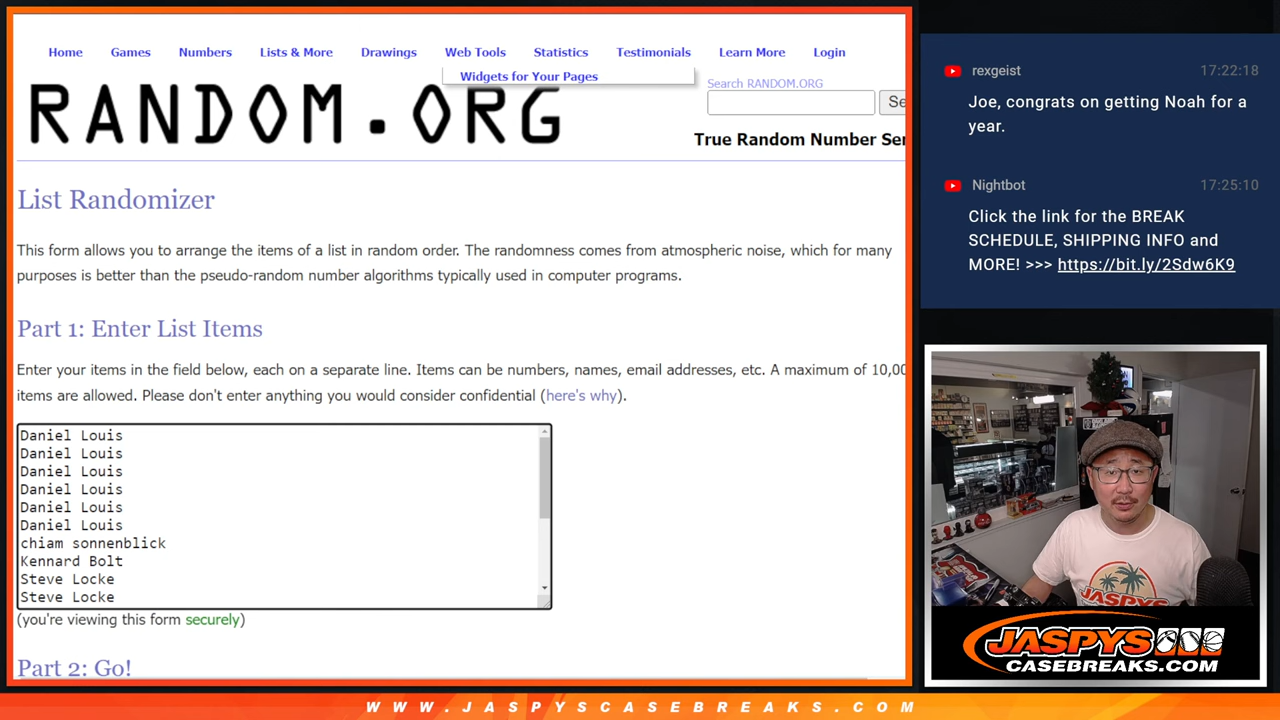 Home Games Numbers Lists & More Drawings Web Tools Statistics Testimonials Learn More Login
Widgets for Your Pages
Search RANDOM.ORG
RANDOM.ORG
True Random Number
List Randomizer
This form allows you to arrange the items of a list in random order. The randomness comes from atmospheric noise, which for many
purposes is better than the pseudo-random number algorithms typically used in computer programs.
Part 1: Enter List Items
Enter your items in the field below, each on a separate line. Items can be numbers, names, email addresses, etc. A maximum of 10,00
items are allowed. Please don't enter anything you would consider confidential (here's why).
Daniel Louis
Daniel Louis
Daniel Louis
Daniel Louis
Daniel Louis
Daniel Louis
chiam sonnenblick
Kennard Bolt
Steve Locke
Steve Locke
(you're viewing this form securely)
Part 2: Go!
rexgeist 17:22:18
Joe, congrats on getting Noah for a
year.
Nightbot 17:25:10
Click the link for the BREAK
SCHEDULE, SHIPPING INFO and
MORE! >>> https://bit.ly/2Sdw6K9
JASPYS
JASPYS
CASEBREAKS.COM
WWW.JASPYSCASEBREAKS.COM